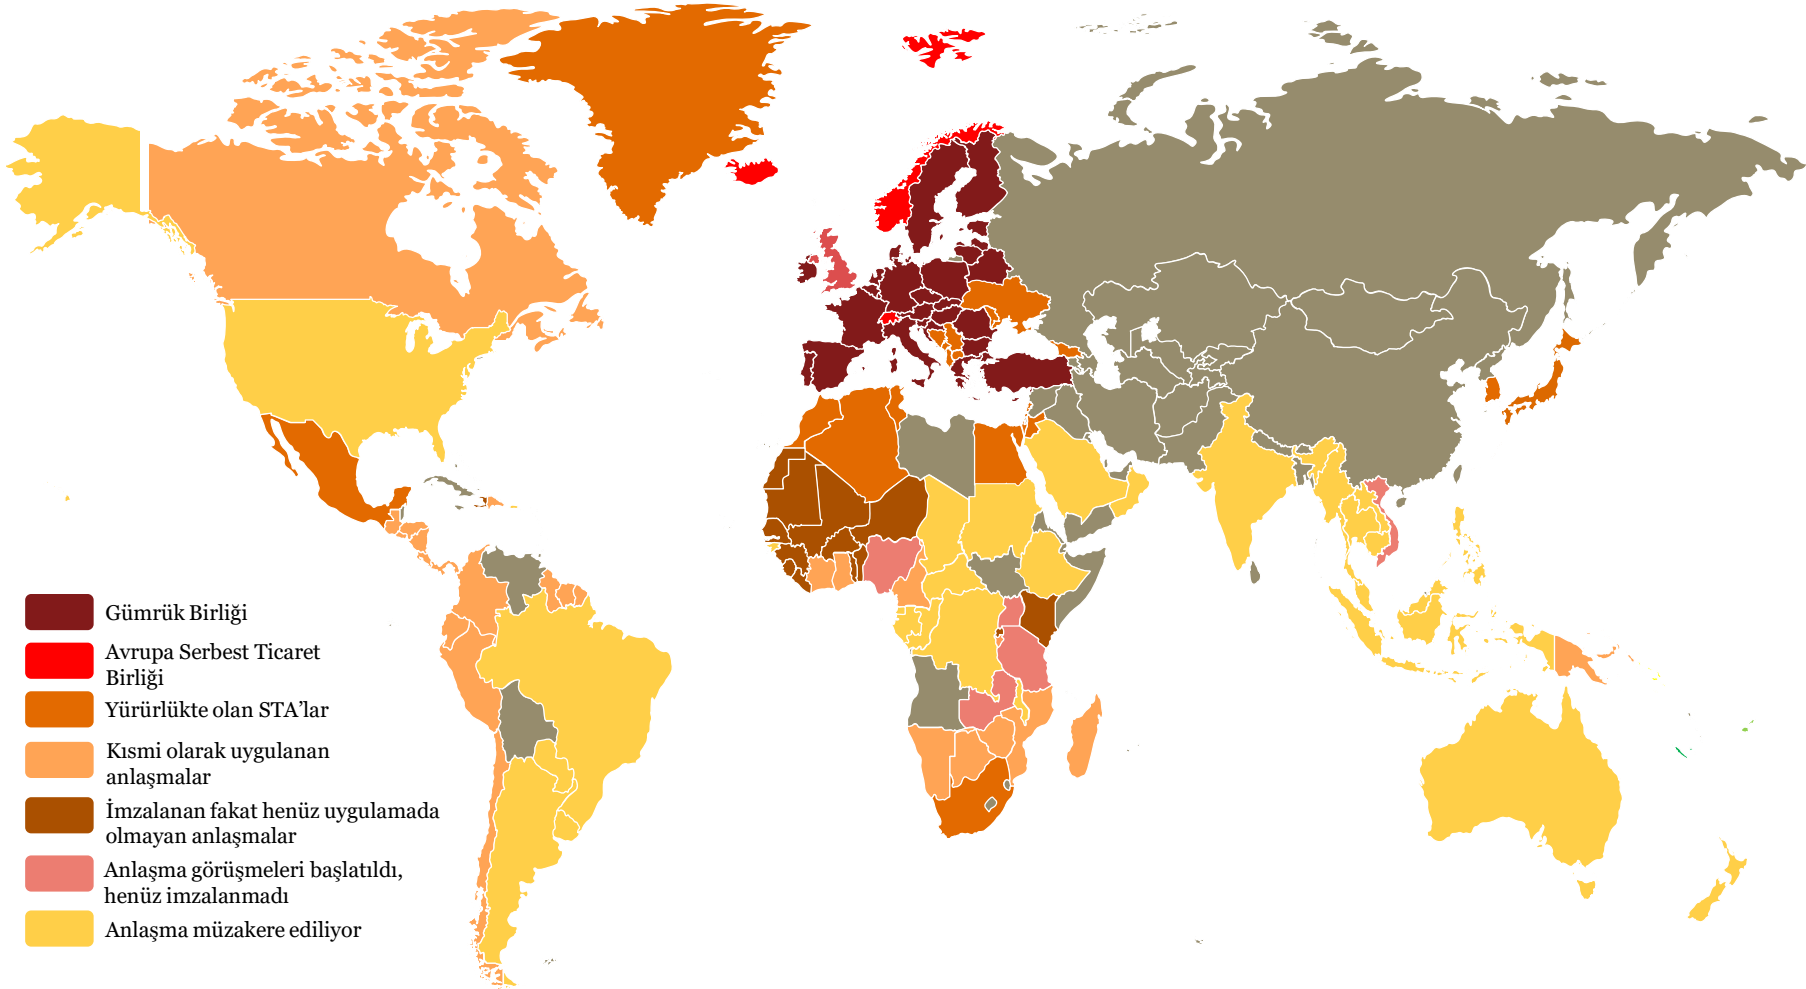 Gümrük Birliği
Avrupa Serbest Ticaret
Birliği
Yürürlükte olan STA’lar
Kısmi olarak uygulanan
anlaşmalar
İmzalanan fakat henüz uygulamada
olmayan anlaşmalar
Anlaşma görüşmeleri başlatıldı,
henüz imzalanmadı
Anlaşma müzakere ediliyor